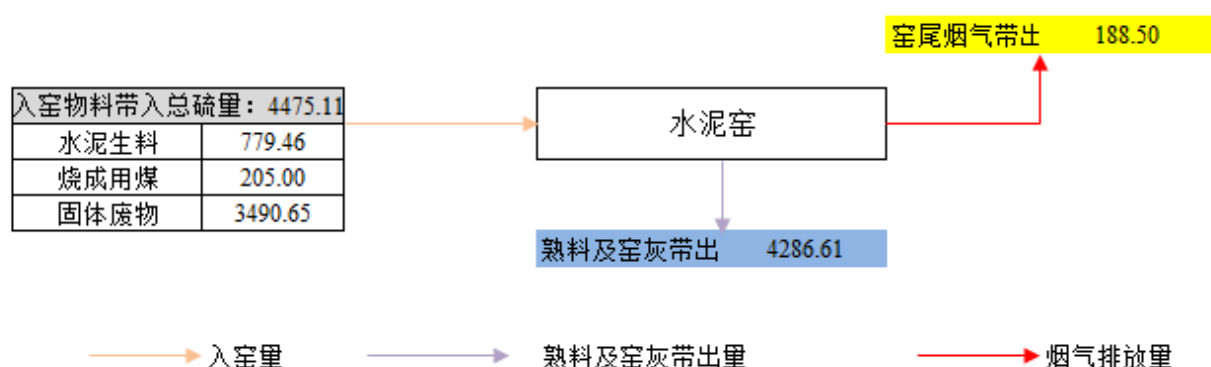 窑尾烟气带出 188.50
入窑物料带入总硫量：4475.11
水泥生料 779.46
烧成用煤 205.00
固体废物 3490.65
水泥窑
熟料及窑灰带出 4286.61
入窑量
熟料及窑灰带出量
烟气排放量